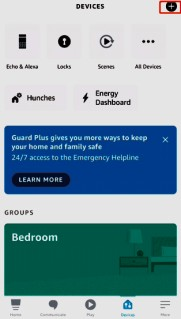 DEVICES
Echo & Alexa
Locks
Scenes
All Devices
Hunches
Energy
Dashboard
Guard Plus gives you more ways to keep
your home and family safe
24/7 access to the Emergency Helpline
LEARN MORE
GROUPS
Bedroom
Home
Communicate
Play
Devices
More